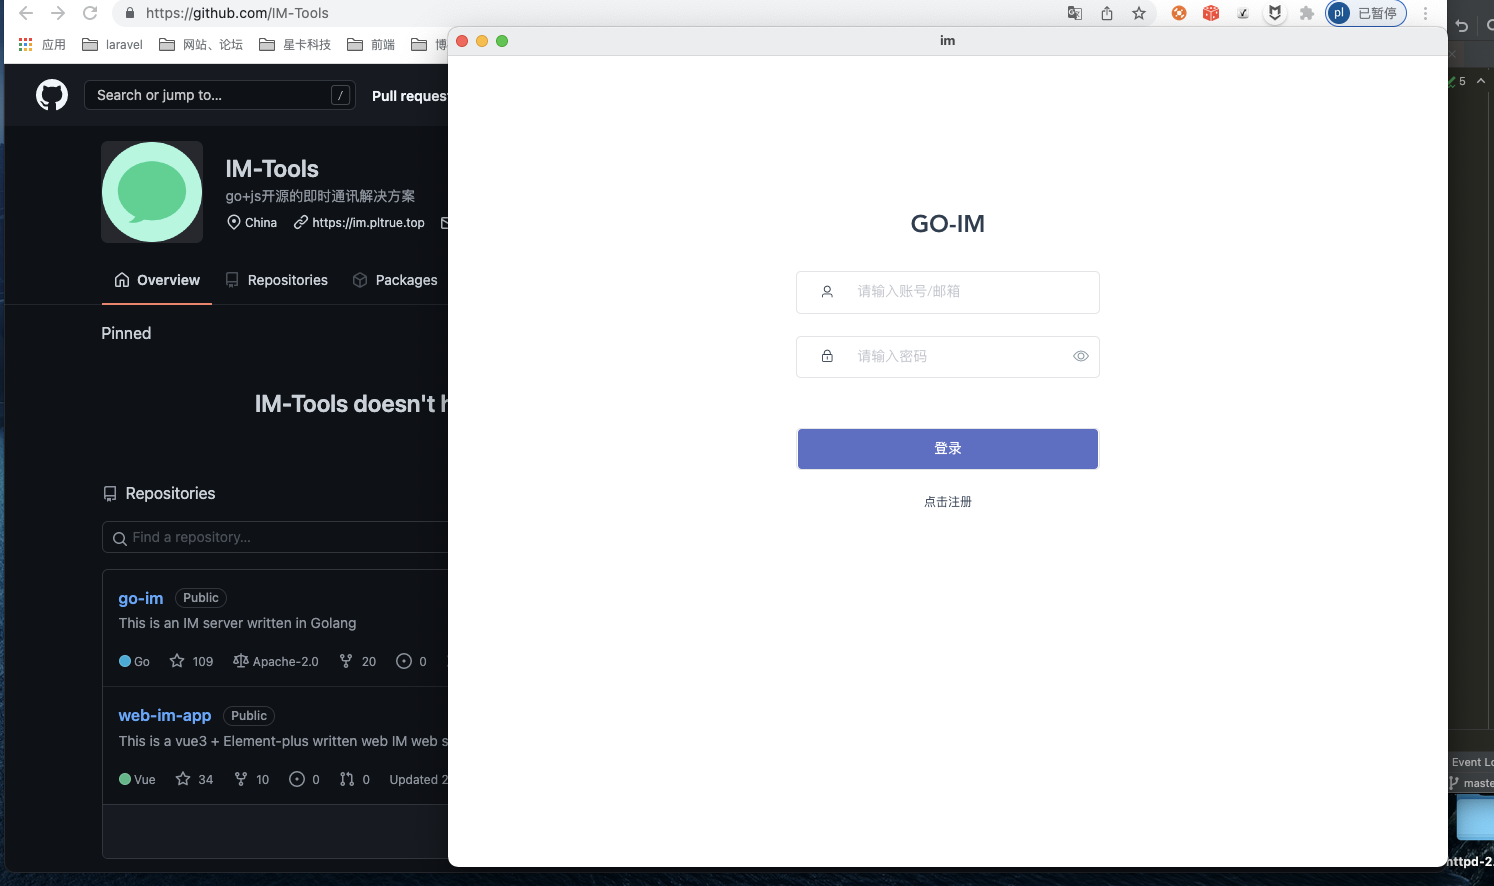 https://github.com/IM-Tools
pl 已暂停
应用 laravel 网站、论坛 星卡科技 前端 博
im
Search or jump to... /
Pull reques
IM-Tools
go+js开源的即时通讯解决方案
China https://im.pltrue.top
Overview Repositories Packages
Pinned
IM-Tools doesn't h
Repositories
Find a repository...
go-im Public
This is an IM server written in Golang
Go 109 Apache-2.0 20 0
web-im-app Public
This is a vue3 + Element-plus written web IM web s
Vue 34 10 0 0 Updated 2
GO-IM
请输入账号/邮箱
请输入密码
登录
点击注册
5
Event Lo
maste
httpd-2.